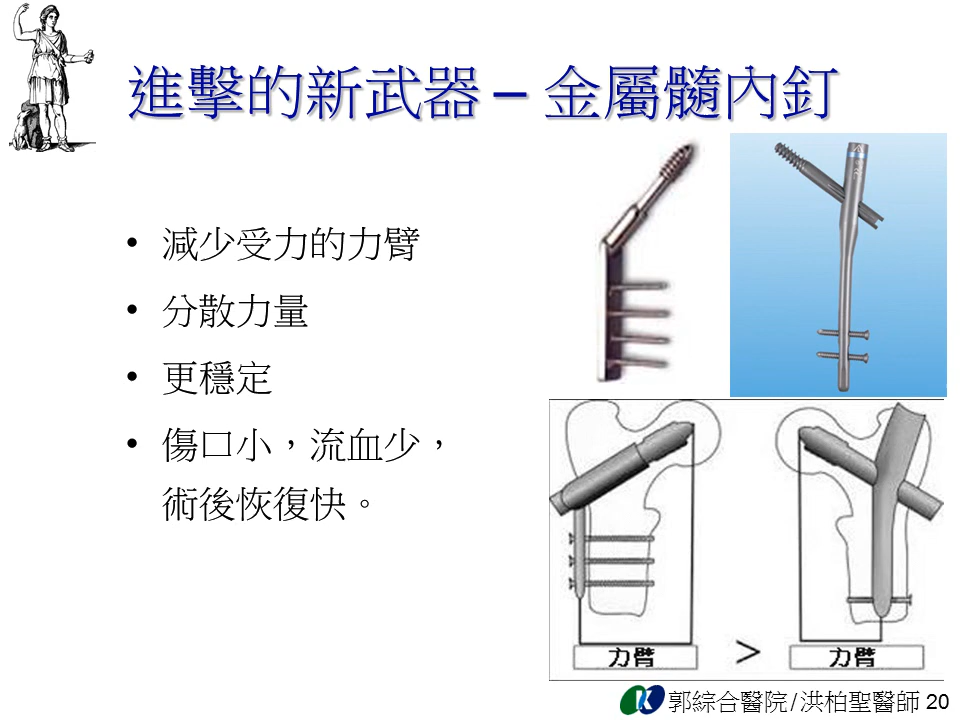 進擊的新武器 – 金屬髓內釘
• 減少受力的力臂
• 分散力量
• 更穩定
• 傷口小，流血少，
術後恢復快。
力臂 > 力臂
郭綜合醫院/洪柏聖醫師 20